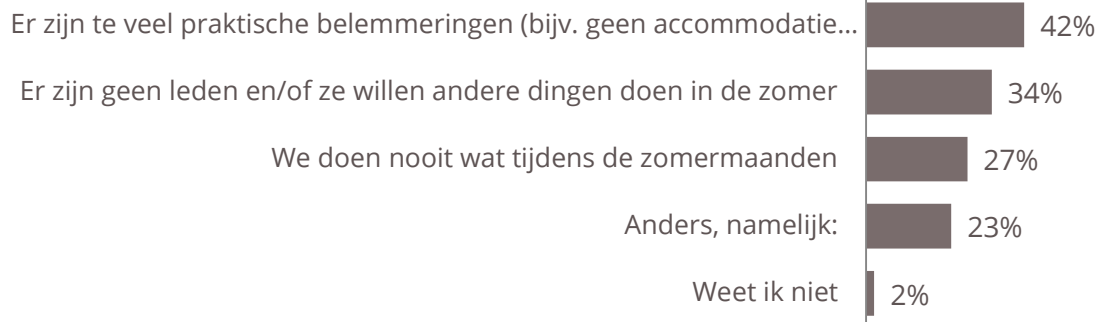 Er zijn te veel praktische belemmeringen (bijv. geen accommodatie... 42%
Er zijn geen leden en/of ze willen andere dingen doen in de zomer 34%
We doen nooit wat tijdens de zomermaanden 27%
Anders, namelijk: 23%
Weet ik niet 2%